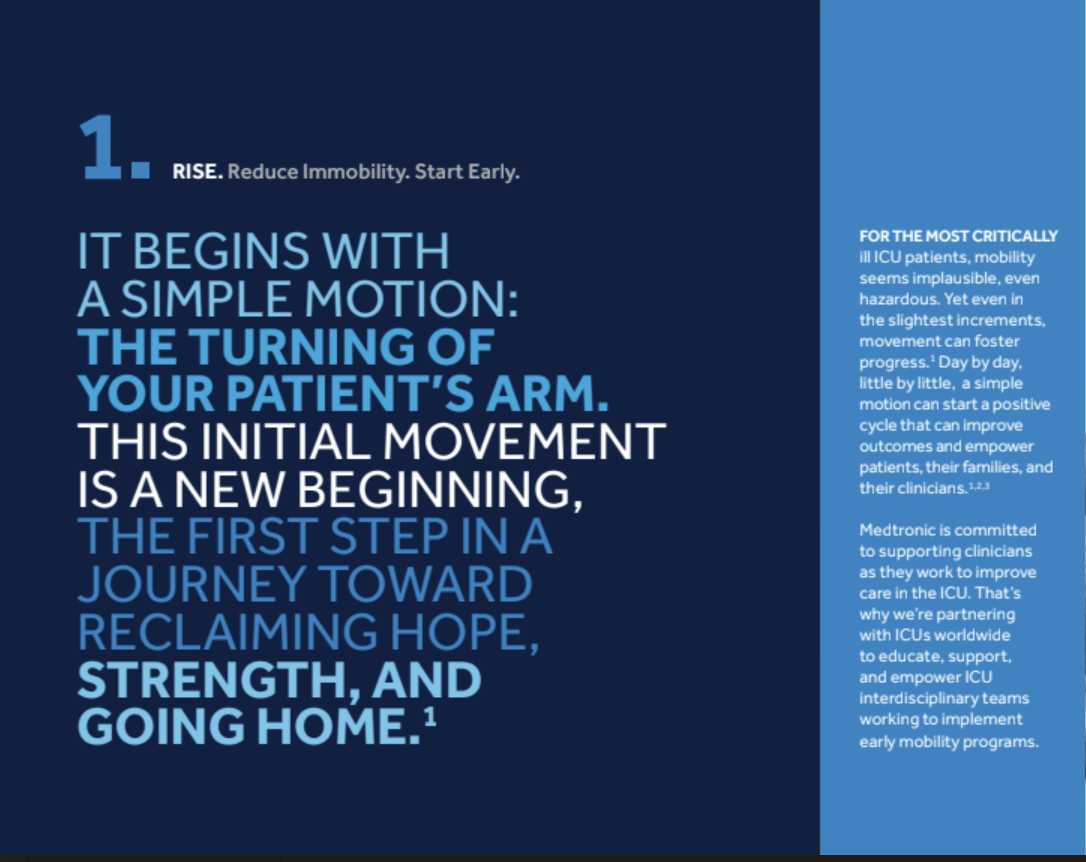 1. RISE. Reduce Immobility. Start Early.
IT BEGINS WITH
A SIMPLE MOTION:
THE TURNING OF
YOUR PATIENT’S ARM.
THIS INITIAL MOVEMENT
IS A NEW BEGINNING,
THE FIRST STEP IN A
JOURNEY TOWARD
RECLAIMING HOPE,
STRENGTH, AND
GOING HOME.¹
FOR THE MOST CRITICALLY
ill ICU patients, mobility
seems implausible, even
hazardous. Yet even in
the slightest increments,
movement can foster
progress.¹ Day by day,
little by little, a simple
motion can start a positive
cycle that can improve
outcomes and empower
patients, their families, and
their clinicians.¹,²,³
Medtronic is committed
to supporting clinicians
as they work to improve
care in the ICU. That’s
why we’re partnering
with ICUs worldwide
to educate, support,
and empower ICU
interdisciplinary teams
working to implement
early mobility programs.